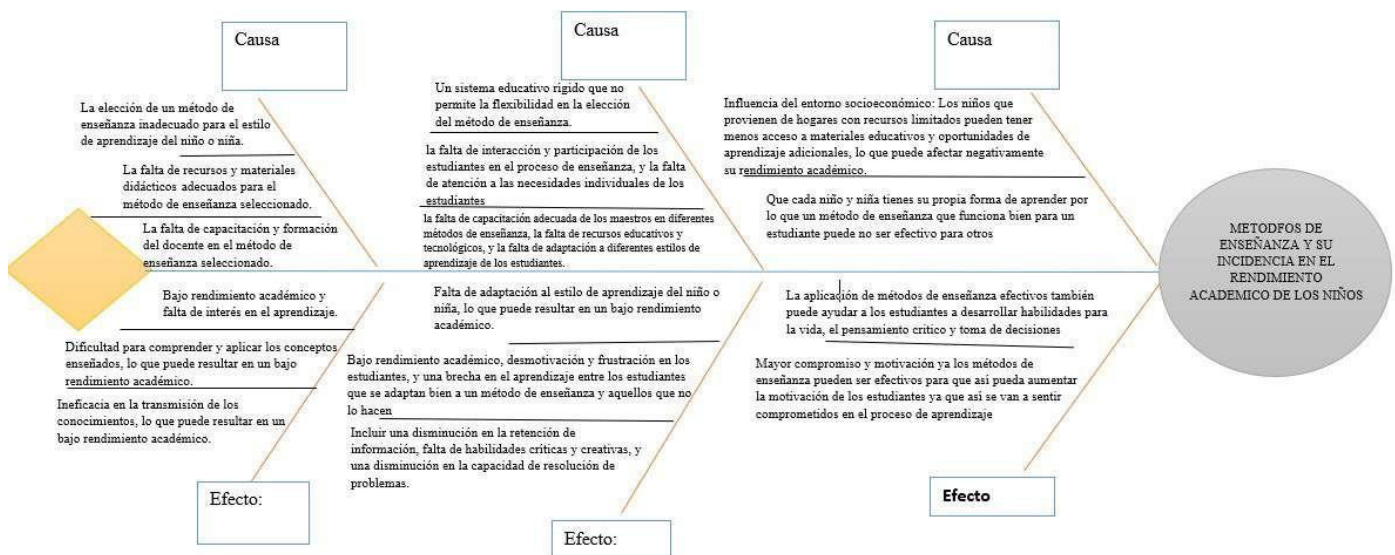 Causa
La elección de un método de
enseñanza inadecuado para el estilo
de aprendizaje del niño o niña.
La falta de recursos y materiales
didácticos adecuados para el
método de enseñanza seleccionado.
La falta de capacitación y formación
del docente en el método de
enseñanza seleccionado.
Causa
Un sistema educativo rígido que no
permite la flexibilidad en la elección
del método de enseñanza.
la falta de interacción y participación de los
estudiantes en el proceso de enseñanza, y la falta
de atención a las necesidades individuales de los
estudiantes
la falta de capacitación adecuada de los maestros en diferentes
métodos de enseñanza, la falta de recursos educativos y
tecnológicos, y la falta de adaptación a diferentes estilos de
aprendizaje de los estudiantes.
Causa
Influencia del entorno socioeconómico: Los niños que
provienen de hogares con recursos limitados pueden tener
menos acceso a materiales educativos y oportunidades de
aprendizaje adicionales, lo que puede afectar negativamente
su rendimiento académico.
Que cada niño y niña tienes su propia forma de aprender por
lo que un método de enseñanza que funciona bien para un
estudiante puede no ser efectivo para otros
METODFOS DE
ENSEÑANZA Y SU
INCIDENCIA EN EL
RENDIMIENTO
ACADEMICO DE LOS NIÑOS
Bajo rendimiento académico y
falta de interés en el aprendizaje.
Dificultad para comprender y aplicar los conceptos
enseñados, lo que puede resultar en un bajo
rendimiento académico.
Ineficacia en la transmisión de los
conocimientos, lo que puede resultar en un
bajo rendimiento académico.
Efecto:
Falta de adaptación al estilo de aprendizaje del niño o
niña, lo que puede resultar en un bajo rendimiento
académico.
Bajo rendimiento académico, desmotivación y frustración en los
estudiantes, y una brecha en el aprendizaje entre los estudiantes
que se adaptan bien a un método de enseñanza y aquellos que no
lo hacen
Incluir una disminución en la retención de
información, falta de habilidades críticas y creativas, y
una disminución en la capacidad de resolución de
problemas.
Efecto:
La aplicación de métodos de enseñanza efectivos también
puede ayudar a los estudiantes a desarrollar habilidades para
la vida, el pensamiento critico y toma de decisiones
Mayor compromiso y motivación ya los métodos de
enseñanza pueden ser efectivos para que así pueda aumentar
la motivación de los estudiantes ya que así se van a sentir
comprometidos en el proceso de aprendizaje
Efecto